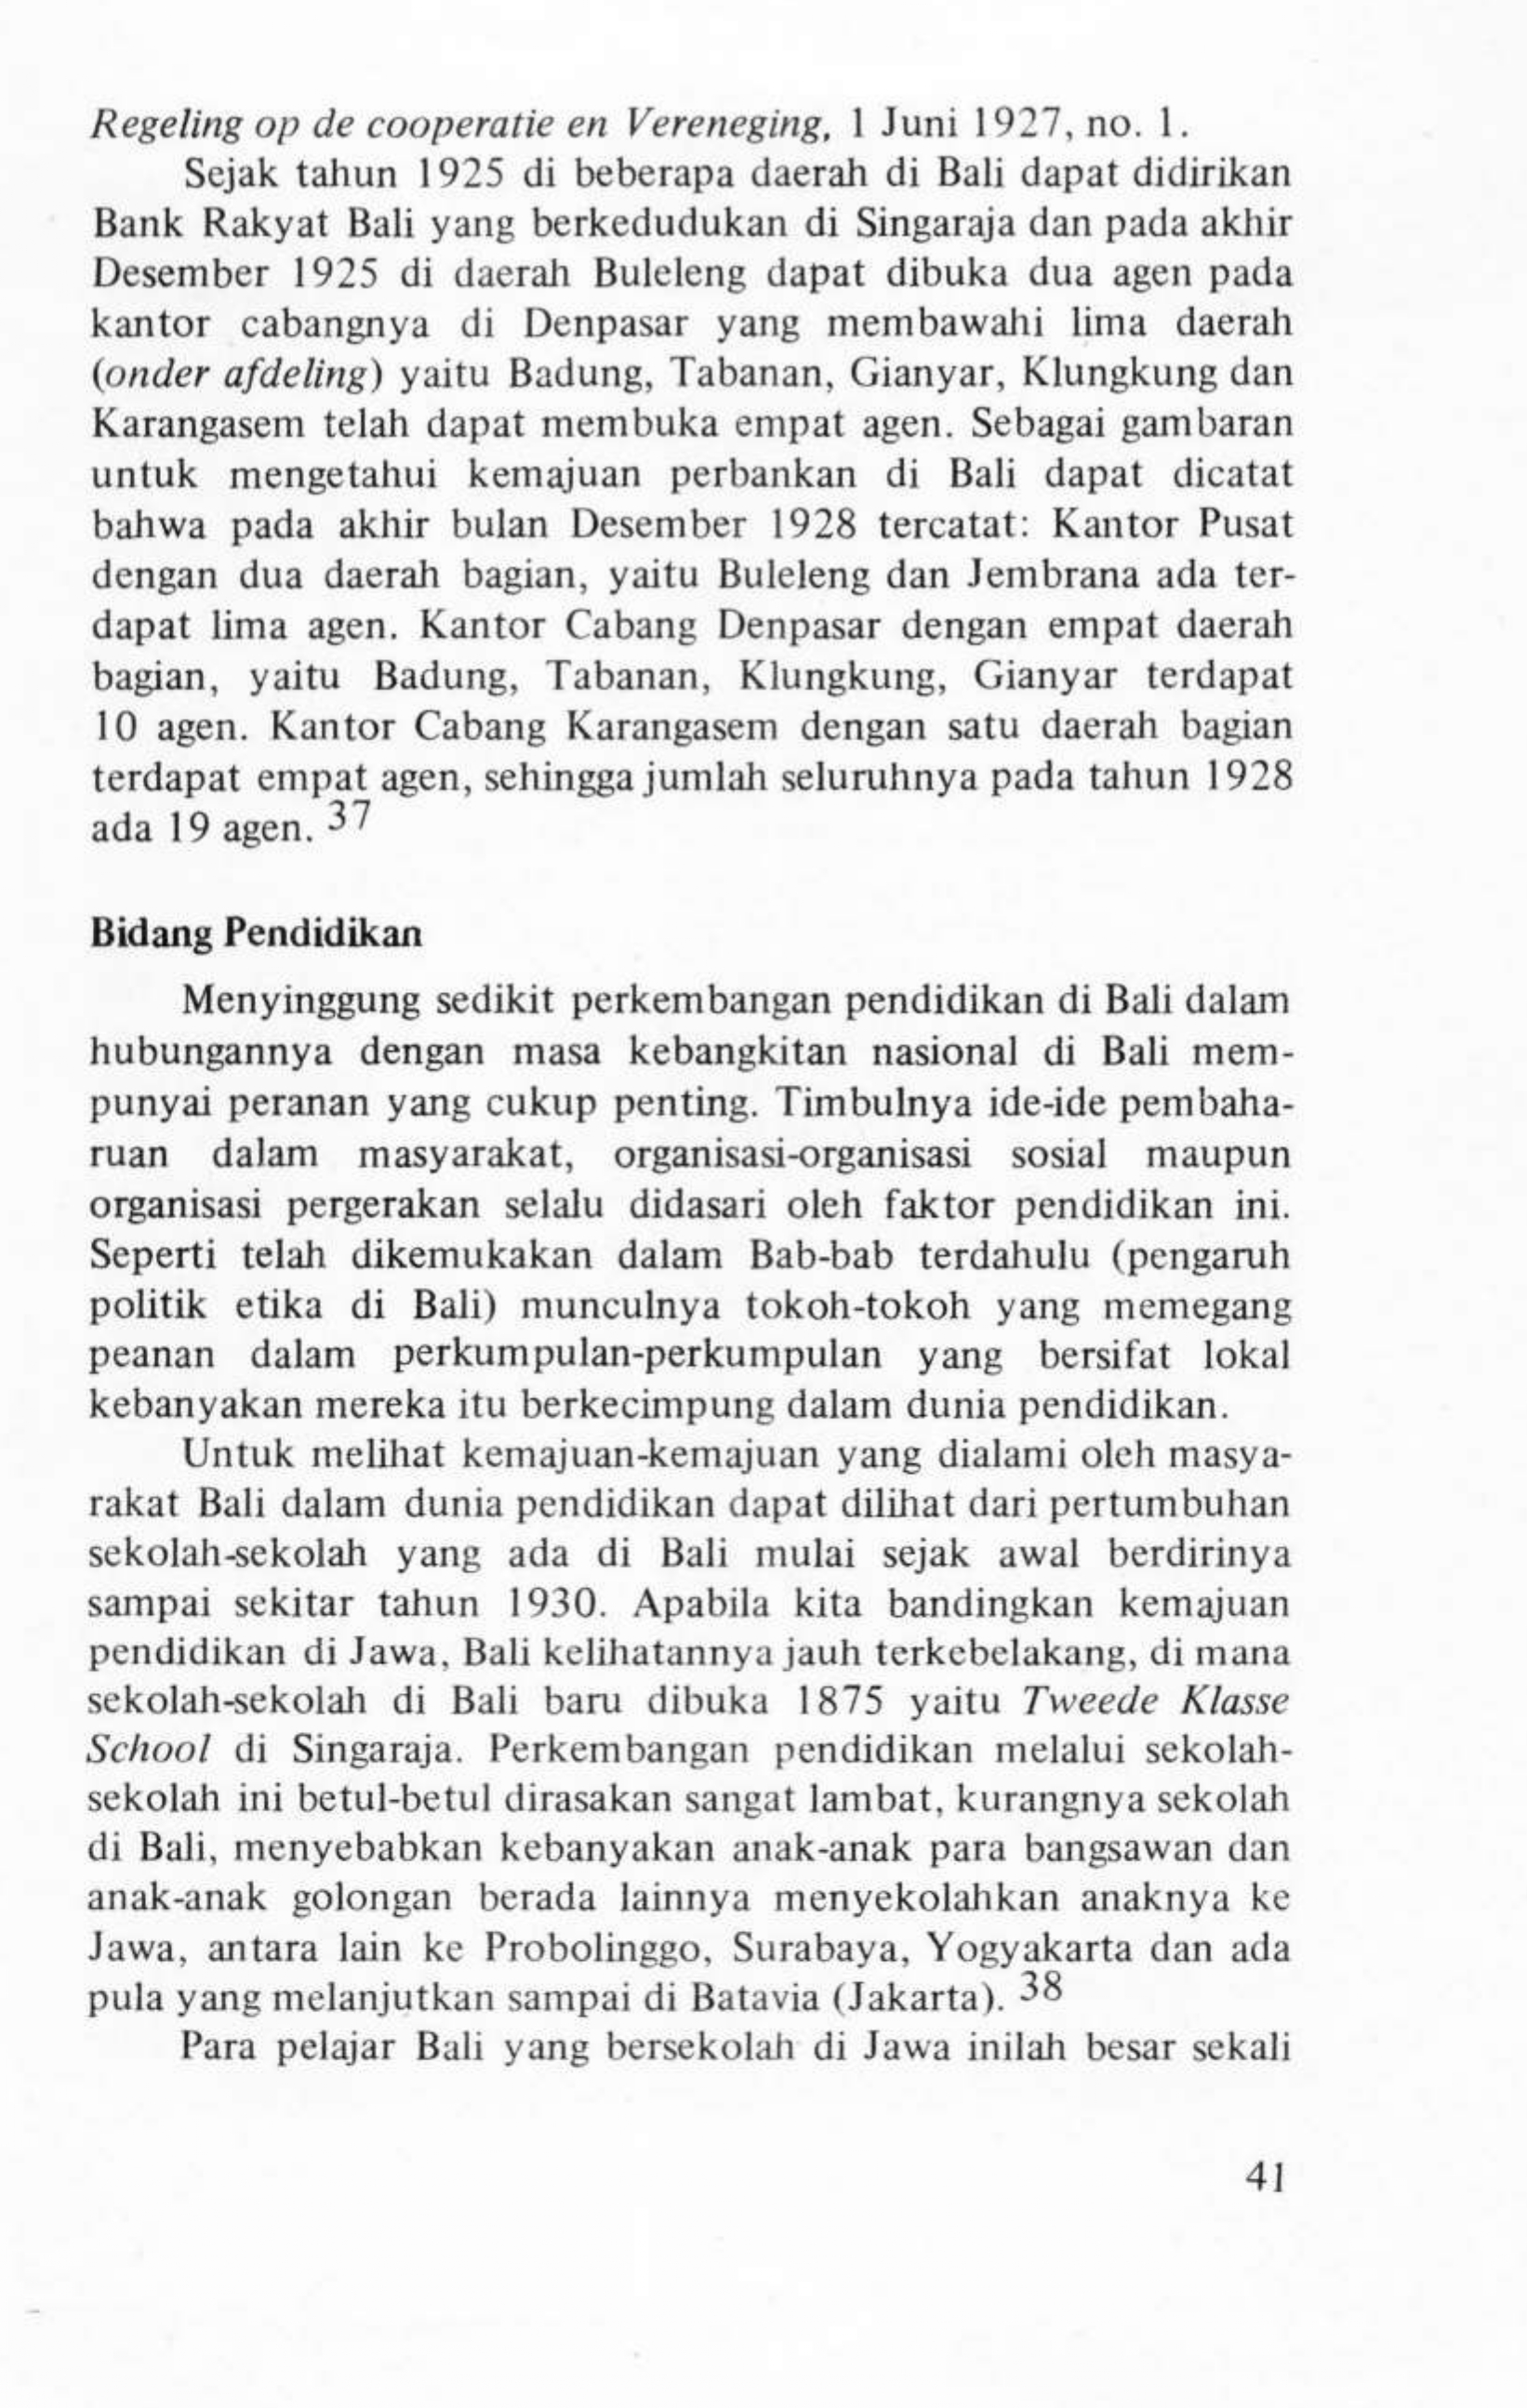 Regeling op de cooperatie en Vereneging, 1 Juni 1927, no. 1.
Sejak tahun 1925 di beberapa daerah di Bali dapat didirikan
Bank Rakyat Bali yang berkedudukan di Singaraja dan pada akhir
Desember 1925 di daerah Buleleng dapat dibuka dua agen pada
kantor cabangnya di Denpasar yang membawahi lima daerah
(onder afdeling) yaitu Badung, Tabanan, Gianyar, Klungkung dan
Karangasem telah dapat membuka empat agen. Sebagai gambaran
untuk mengetahui kemajuan perbankan di Bali dapat dicatat
bahwa pada akhir bulan Desember 1928 tercatat: Kantor Pusat
dengan dua daerah bagian, yaitu Buleleng dan Jembrana ada ter-
dapat lima agen. Kantor Cabang Denpasar dengan empat daerah
bagian, yaitu Badung, Tabanan, Klungkung, Gianyar terdapat
10 agen. Kantor Cabang Karangasem dengan satu daerah bagian
terdapat empat agen, sehingga jumlah seluruhnya pada tahun 1928
ada 19 agen. 37
Bidang Pendidikan
Menyinggung sedikit perkembangan pendidikan di Bali dalam
hubungannya dengan masa kebangkitan nasional di Bali mem-
punyai peranan yang cukup penting. Timbulnya ide-ide pembaha-
ruan dalam masyarakat, organisasi-organisasi sosial maupun
organisasi pergerakan selalu didasari oleh faktor pendidikan ini.
Seperti telah dikemukakan dalam Bab-bab terdahulu (pengaruh
politik etika di Bali) munculnya tokoh-tokoh yang memegang
peanan dalam perkumpulan-perkumpulan yang bersifat lokal
kebanyakan mereka itu berkecimpung dalam dunia pendidikan.
Untuk melihat kemajuan-kemajuan yang dialami oleh masya-
rakat Bali dalam dunia pendidikan dapat dilihat dari pertumbuhan
sekolah-sekolah yang ada di Bali mulai sejak awal berdirinya
sampai sekitar tahun 1930. Apabila kita bandingkan kemajuan
pendidikan di Jawa, Bali kelihatannya jauh terkebelakang, di mana
sekolah-sekolah di Bali baru dibuka 1875 yaitu Tweede Klasse
School di Singaraja. Perkembangan pendidikan melalui sekolah-
sekolah ini betul-betul dirasakan sangat lambat, kurangnya sekolah
di Bali, menyebabkan kebanyakan anak-anak para bangsawan dan
anak-anak golongan berada lainnya menyekolahkan anaknya ke
Jawa, antara lain ke Probolinggo, Surabaya, Yogyakarta dan ada
pula yang melanjutkan sampai di Batavia (Jakarta). 38
Para pelajar Bali yang bersekolah di Jawa inilah besar sekali
41